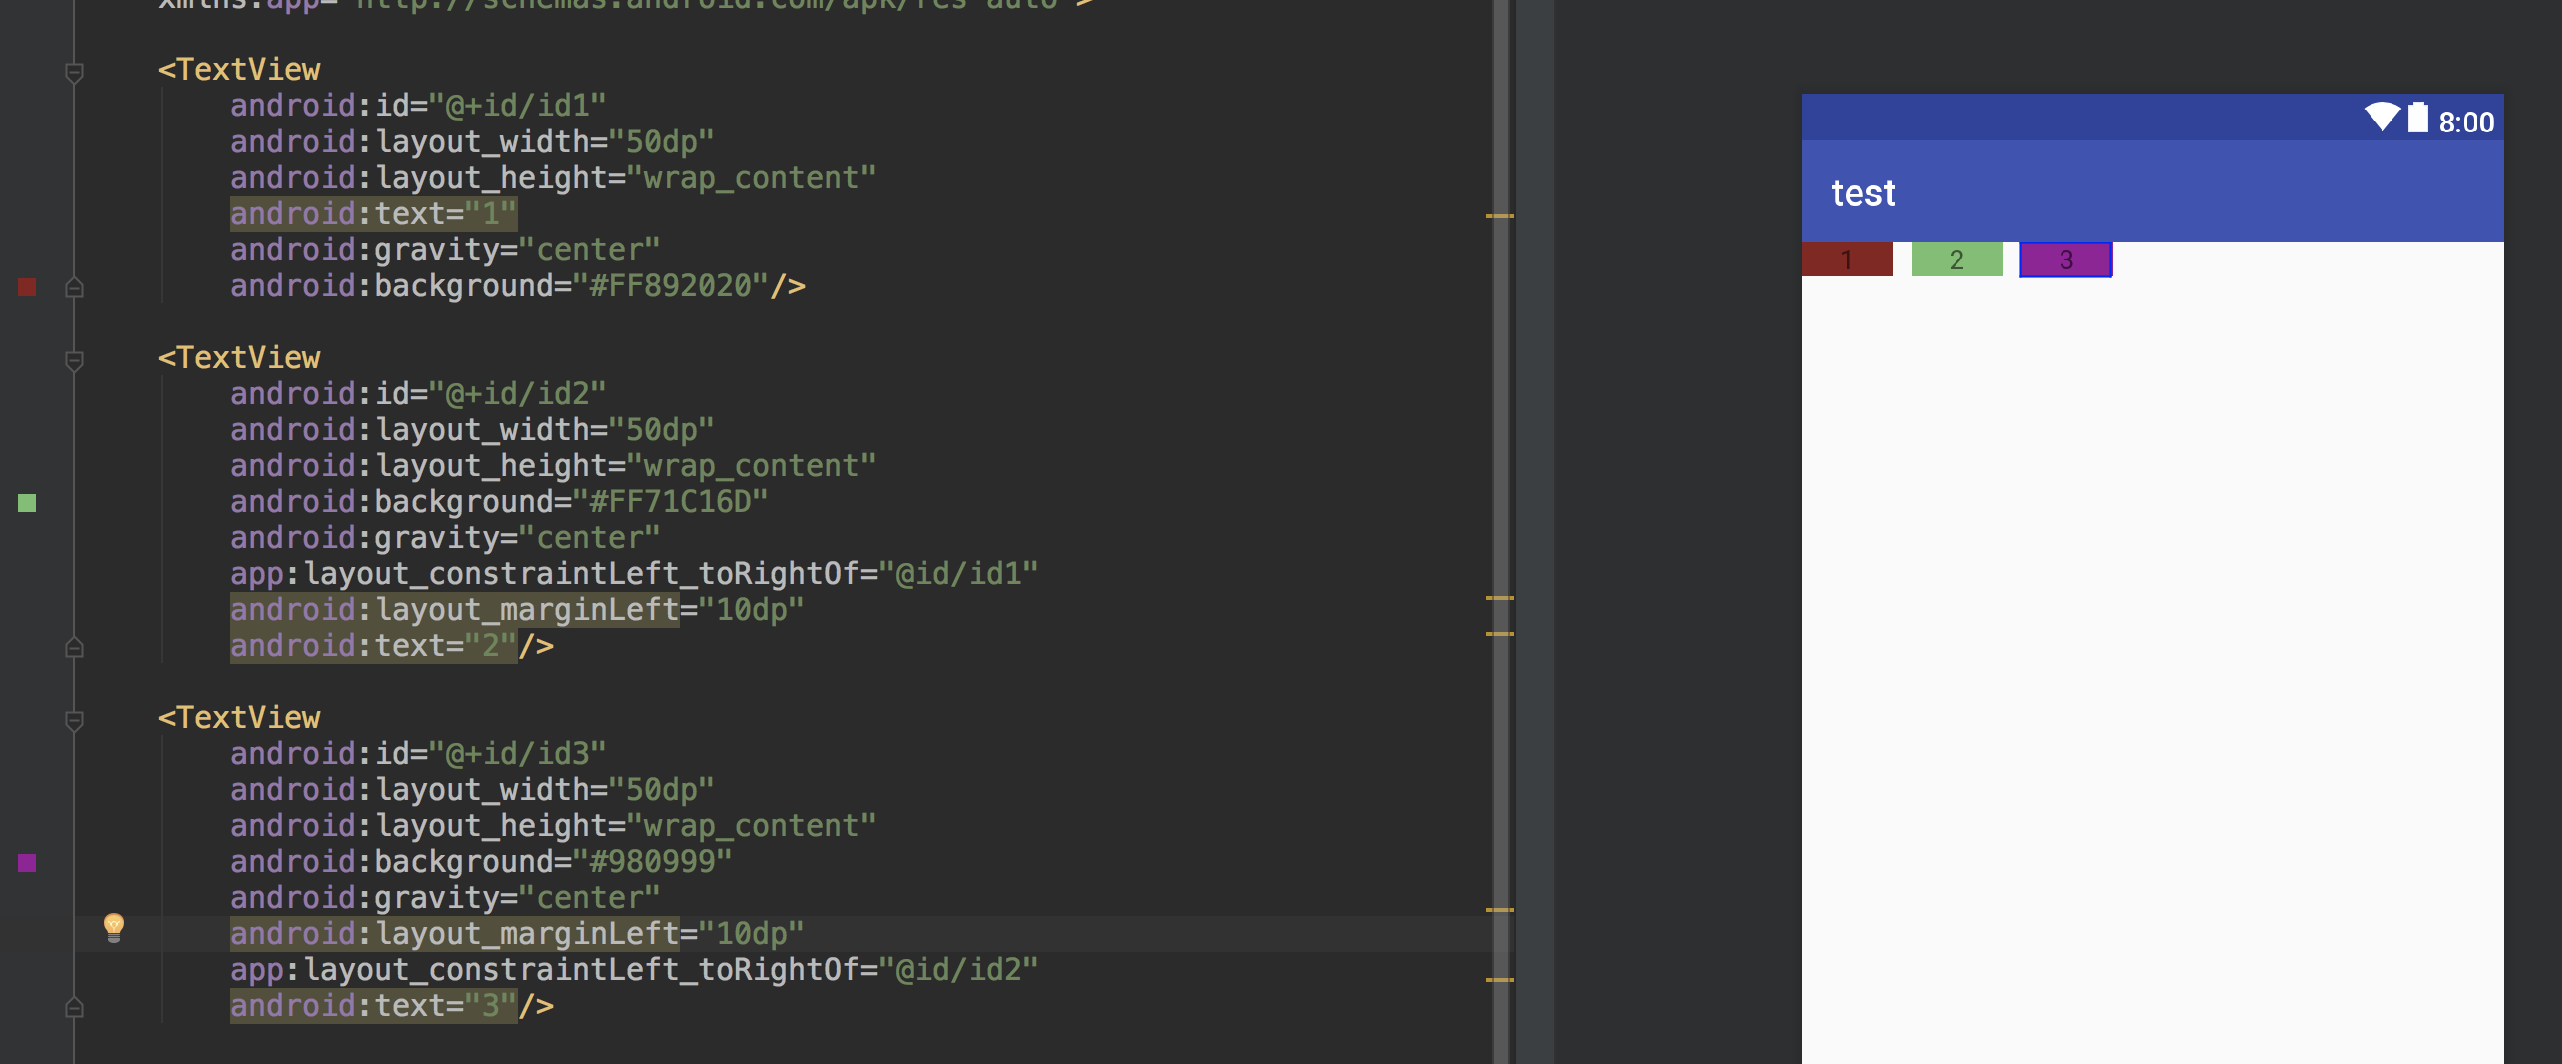 xmlns:app="http://schemas.android.com/apk/res-auto">
<TextView
android:id="@+id/id1"
android:layout_width="50dp"
android:layout_height="wrap_content"
android:text="1"
android:gravity="center"
android:background="#FF892020"/>
<TextView
android:id="@+id/id2"
android:layout_width="50dp"
android:layout_height="wrap_content"
android:background="#FF71C16D"
android:gravity="center"
app:layout_constraintLeft_toRightOf="@id/id1"
android:layout_marginLeft="10dp"
android:text="2"/>
<TextView
android:id="@+id/id3"
android:layout_width="50dp"
android:layout_height="wrap_content"
android:background="#980999"
android:gravity="center"
android:layout_marginLeft="10dp"
app:layout_constraintLeft_toRightOf="@id/id2"
android:text="3"/>
8:00
test
1 2 3